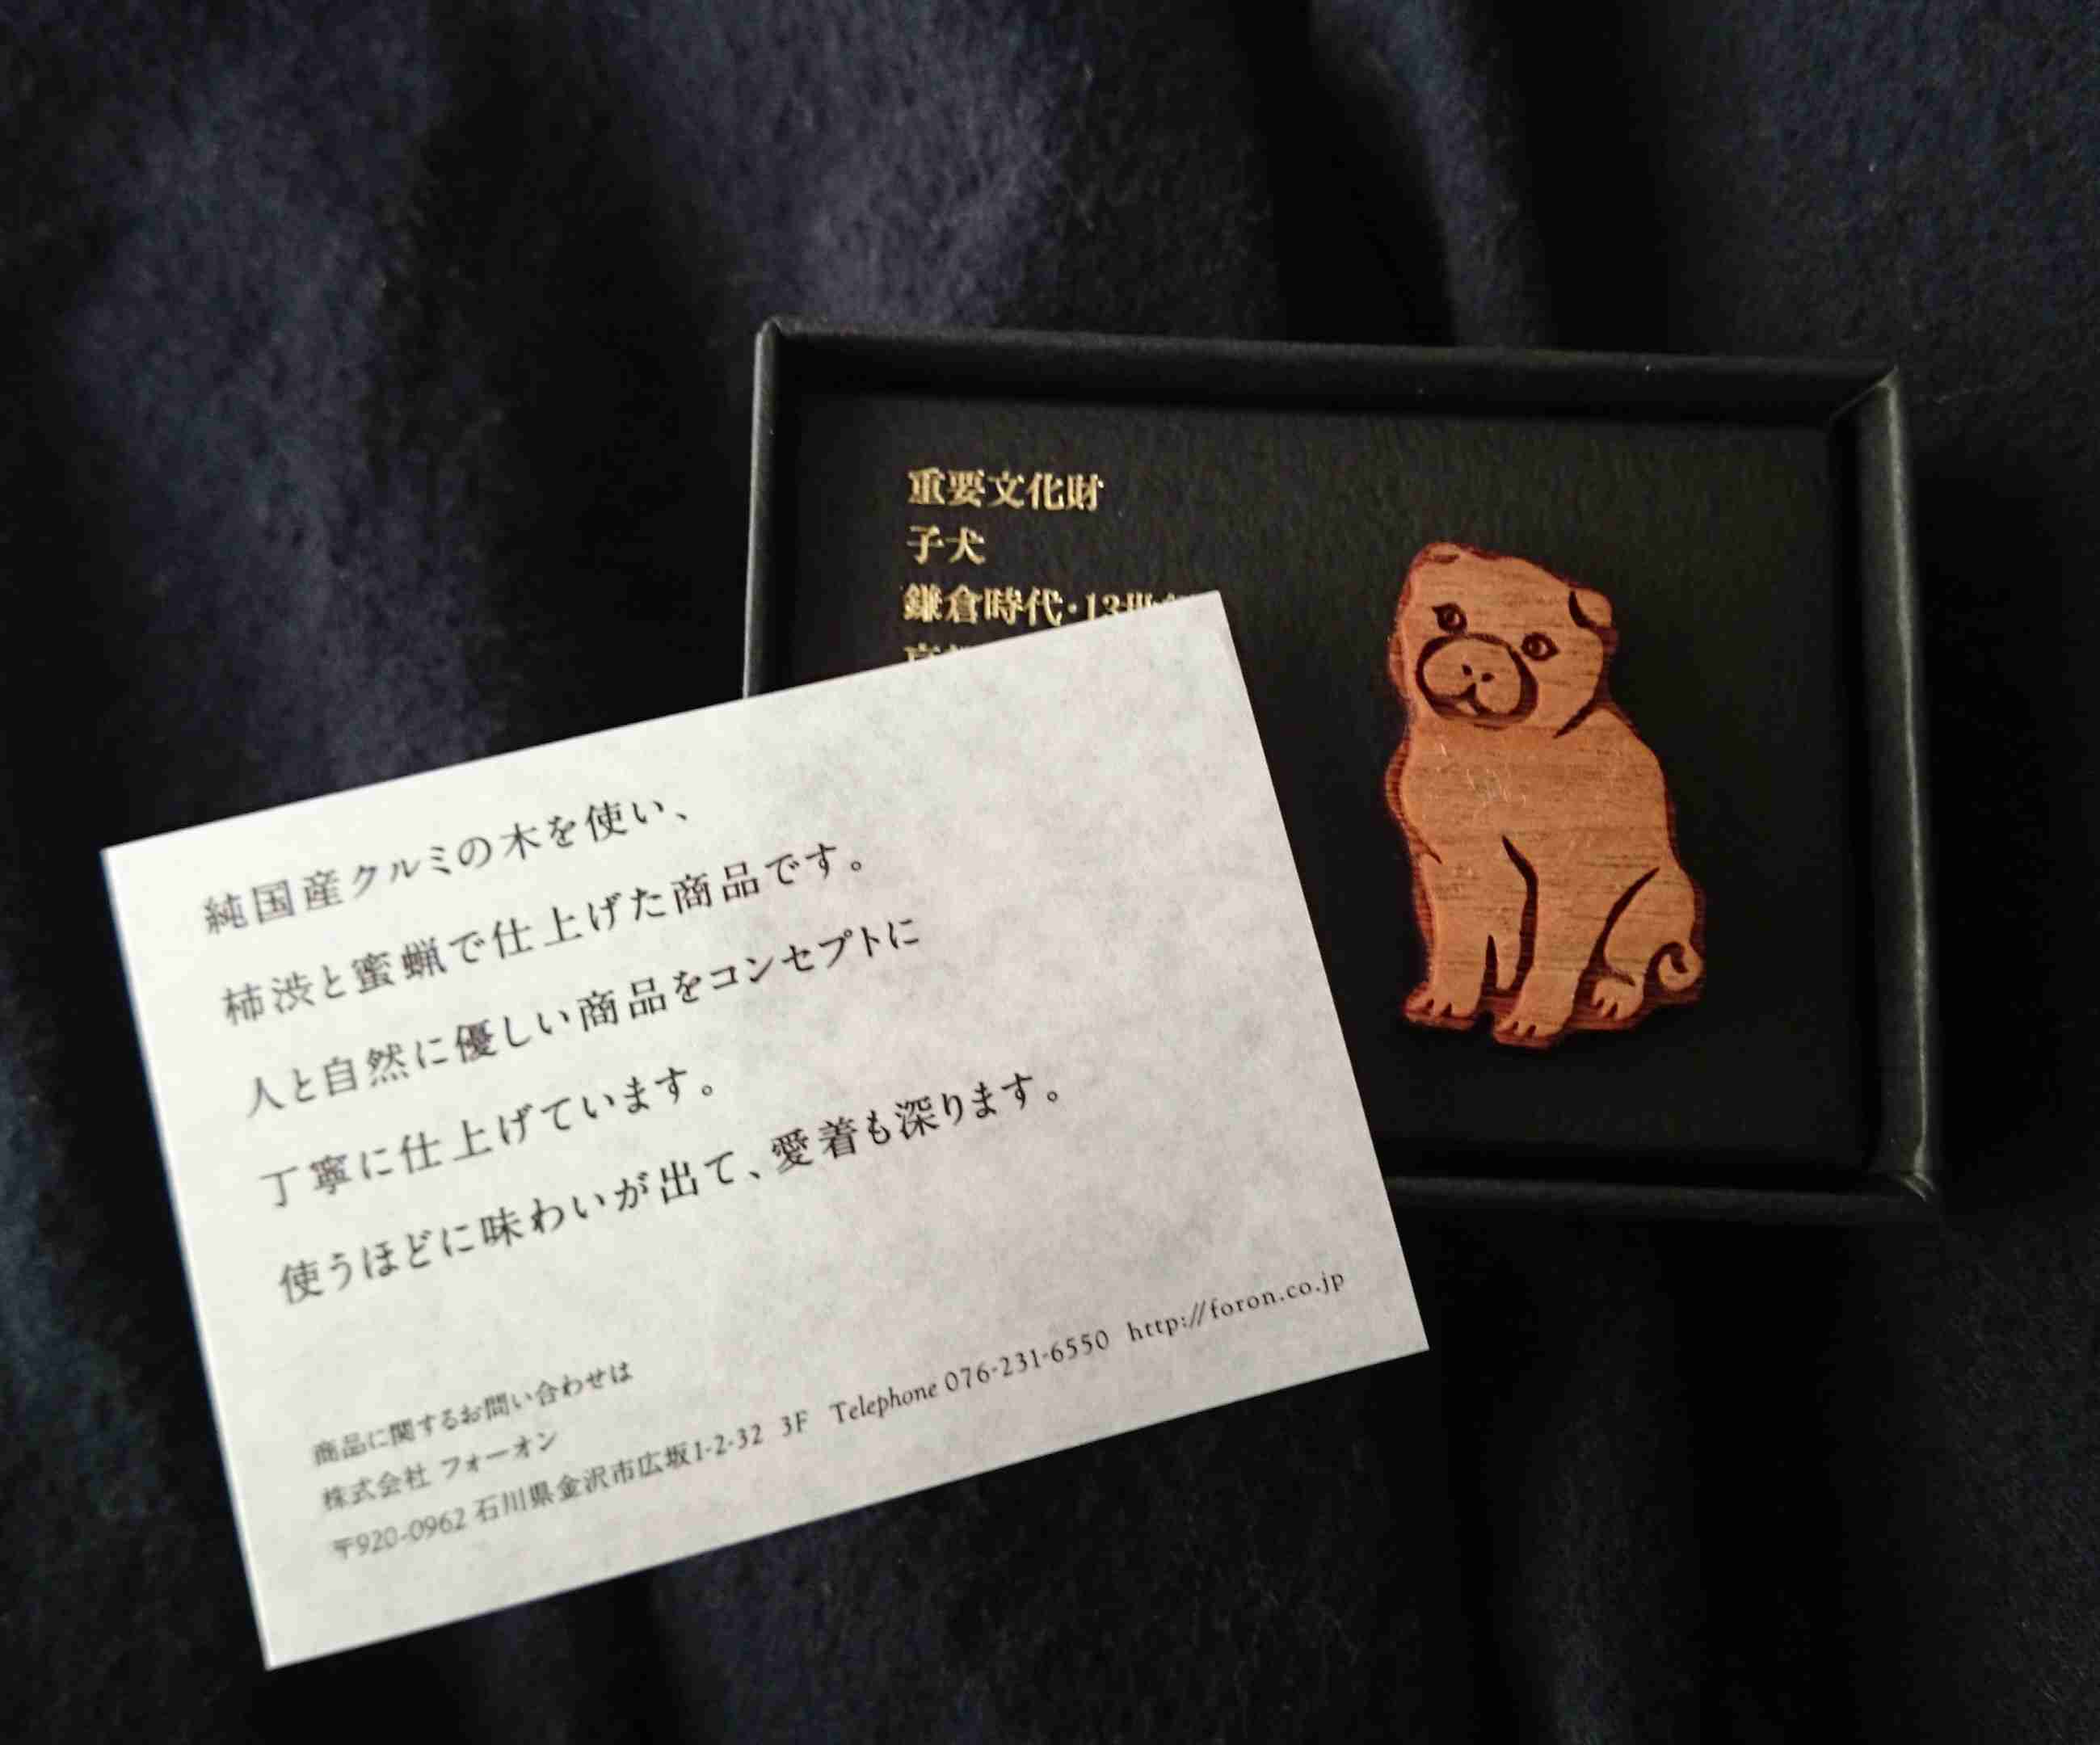 重要文化財
子犬
鎌倉時代・13世
純国産クルミの木を使い、
柿渋と蜜蝋で仕上げた商品です。
人と自然に優しい商品をコンセプトに
丁寧に仕上げています。
使うほどに味わいが出て、愛着も深ります。
商品に関するお問い合わせは
株式会社 フォーオン
〒920-0962 石川県金沢市広坂1-2-32 3F Telephone 076-231-6550 http://foron.co.jp